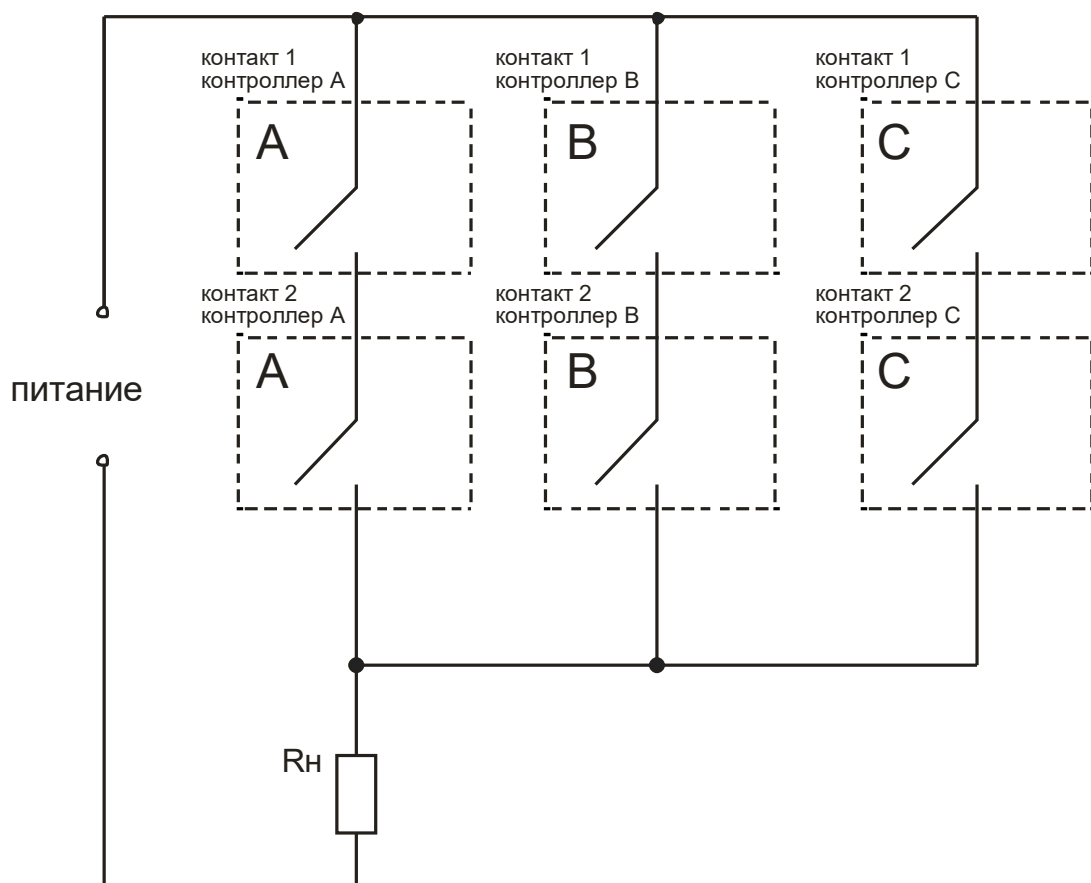 контакт 1
контроллер А
контакт 1
контроллер В
контакт 1
контроллер С
А
В
С
контакт 2
контроллер А
контакт 2
контроллер В
контакт 2
контроллер С
А
В
С
питание
Rн